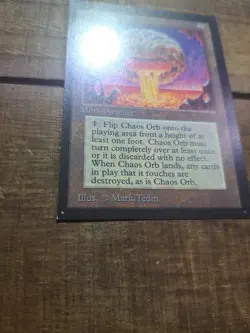 1: Flip Chaos Orb onto the
playing area from a height of at
least one foot. Chaos Orb must
turn completely over at least once
or it is discarded with no effect.
When Chaos Orb lands, any cards
in play that it touches are
destroyed, as is Chaos Orb.
Illus. © Mark Tedin